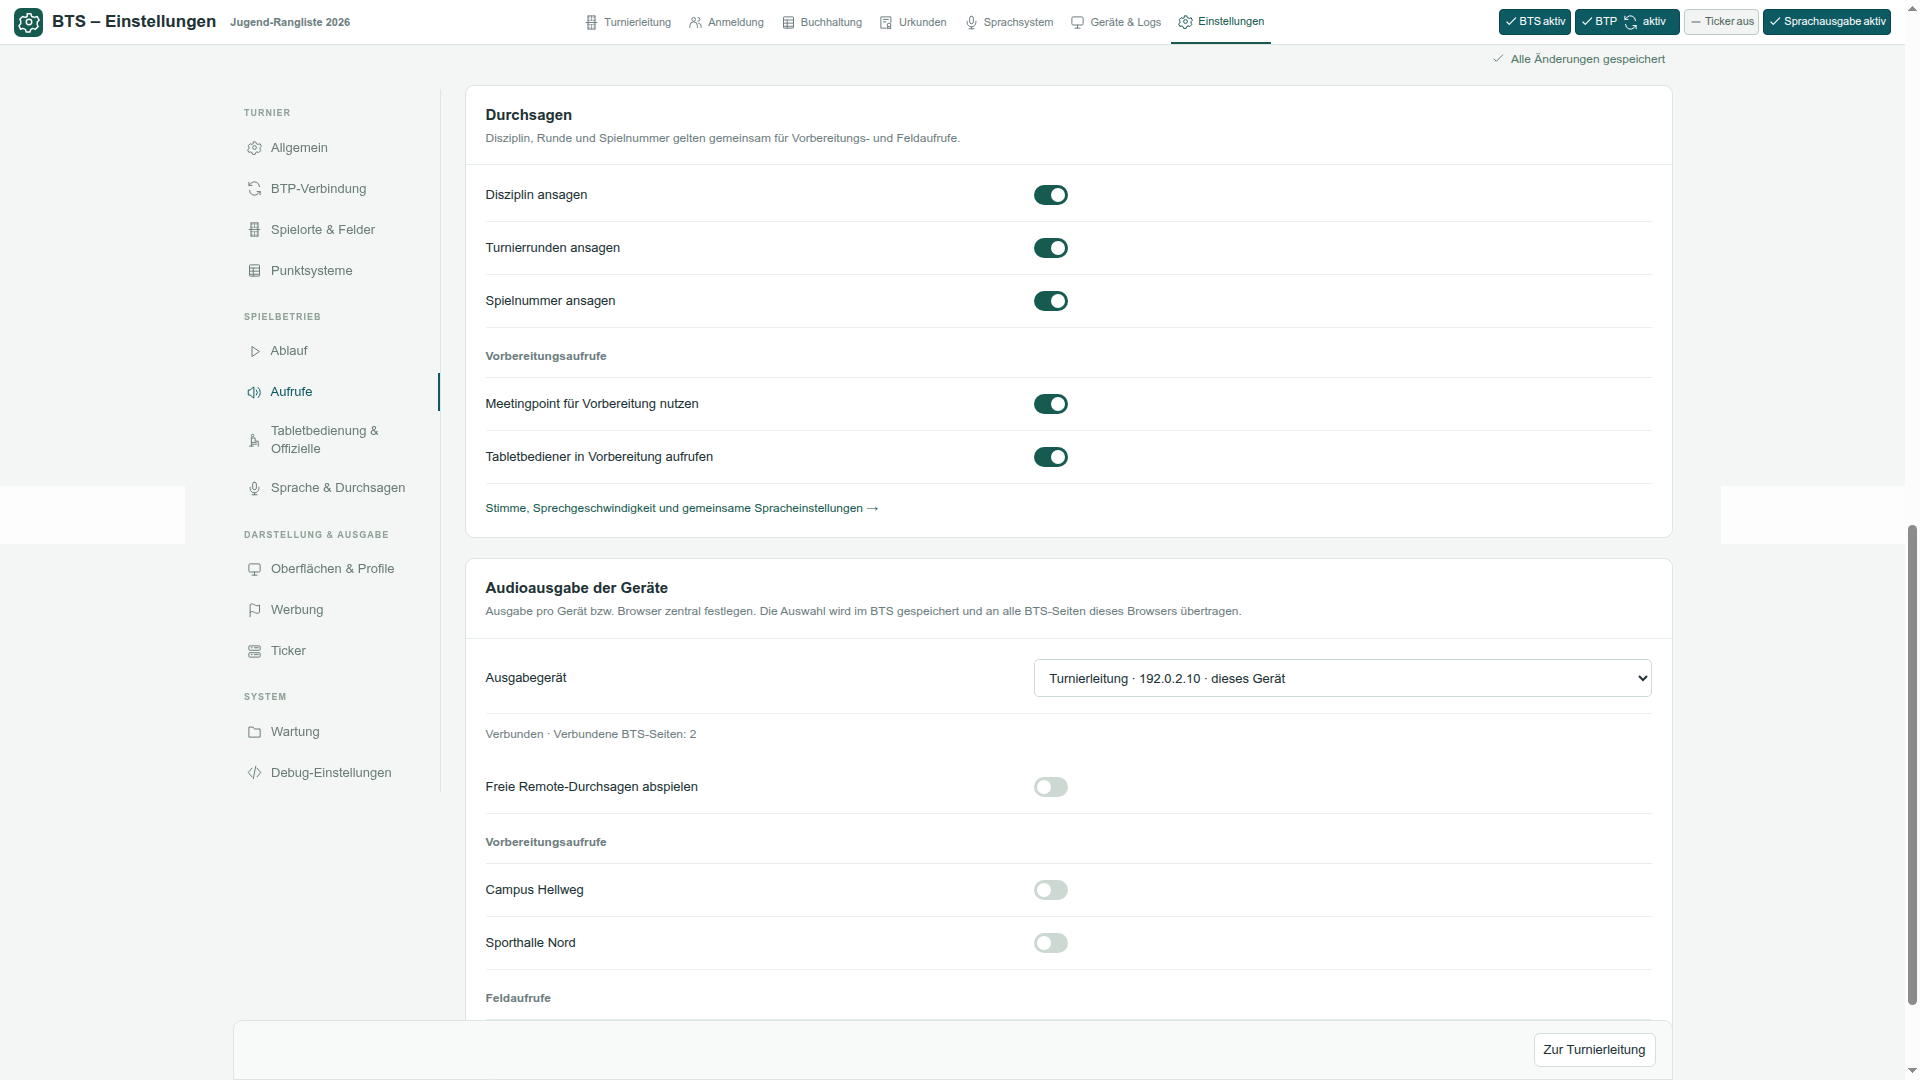 BTS – Einstellungen
Jugend-Rangliste 2026
Turnierleitung
Anmeldung
Buchhaltung
Urkunden
Sprachsystem
Geräte & Logs
Einstellungen
BTS aktiv
BTP aktiv
Ticker aus
Sprachausgabe aktiv
Alle Änderungen gespeichert
TURNIER
Allgemein
BTP-Verbindung
Spielorte & Felder
Punktsysteme
SPIELBETRIEB
Ablauf
Aufrufe
Tabletbedienung &
Offizielle
Sprache & Durchsagen
DARSTELLUNG & AUSGABE
Oberflächen & Profile
Werbung
Ticker
SYSTEM
Wartung
Debug-Einstellungen
Durchsagen
Disziplin, Runde und Spielnummer gelten gemeinsam für Vorbereitungs- und Feldaufrufe.
Disziplin ansagen
Turnierrunden ansagen
Spielnummer ansagen
Vorbereitungsaufrufe
Meetingpoint für Vorbereitung nutzen
Tabletbediener in Vorbereitung aufrufen
Stimme, Sprechgeschwindigkeit und gemeinsame Spracheinstellungen →
Audioausgabe der Geräte
Ausgabe pro Gerät bzw. Browser zentral festlegen. Die Auswahl wird im BTS gespeichert und an alle BTS-Seiten dieses Browsers übertragen.
Ausgabegerät
Turnierleitung · 192.0.2.10 · dieses Gerät
Verbunden · Verbundene BTS-Seiten: 2
Freie Remote-Durchsagen abspielen
Vorbereitungsaufrufe
Campus Hellweg
Sporthalle Nord
Feldaufrufe
Zur Turnierleitung